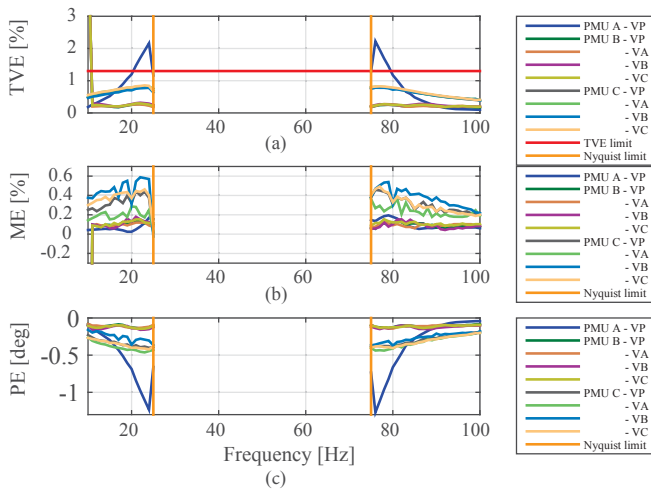 TVE [%]
3
2
1
0
20
40
60
80
100
(a)
PMU A - VP
PMU B - VP
- VA
- VB
- VC
PMU C - VP
- VA
- VB
- VC
TVE limit
Nyquist limit
ME [%]
0.6
0.4
0.2
0
-0.2
20
40
60
80
100
(b)
PMU A - VP
PMU B - VP
- VA
- VB
- VC
PMU C - VP
- VA
- VB
- VC
Nyquist limit
PE [deg]
0
-0.5
-1
20
40
60
80
100
Frequency [Hz]
(c)
PMU A - VP
PMU B - VP
- VA
- VB
- VC
PMU C - VP
- VA
- VB
- VC
Nyquist limit